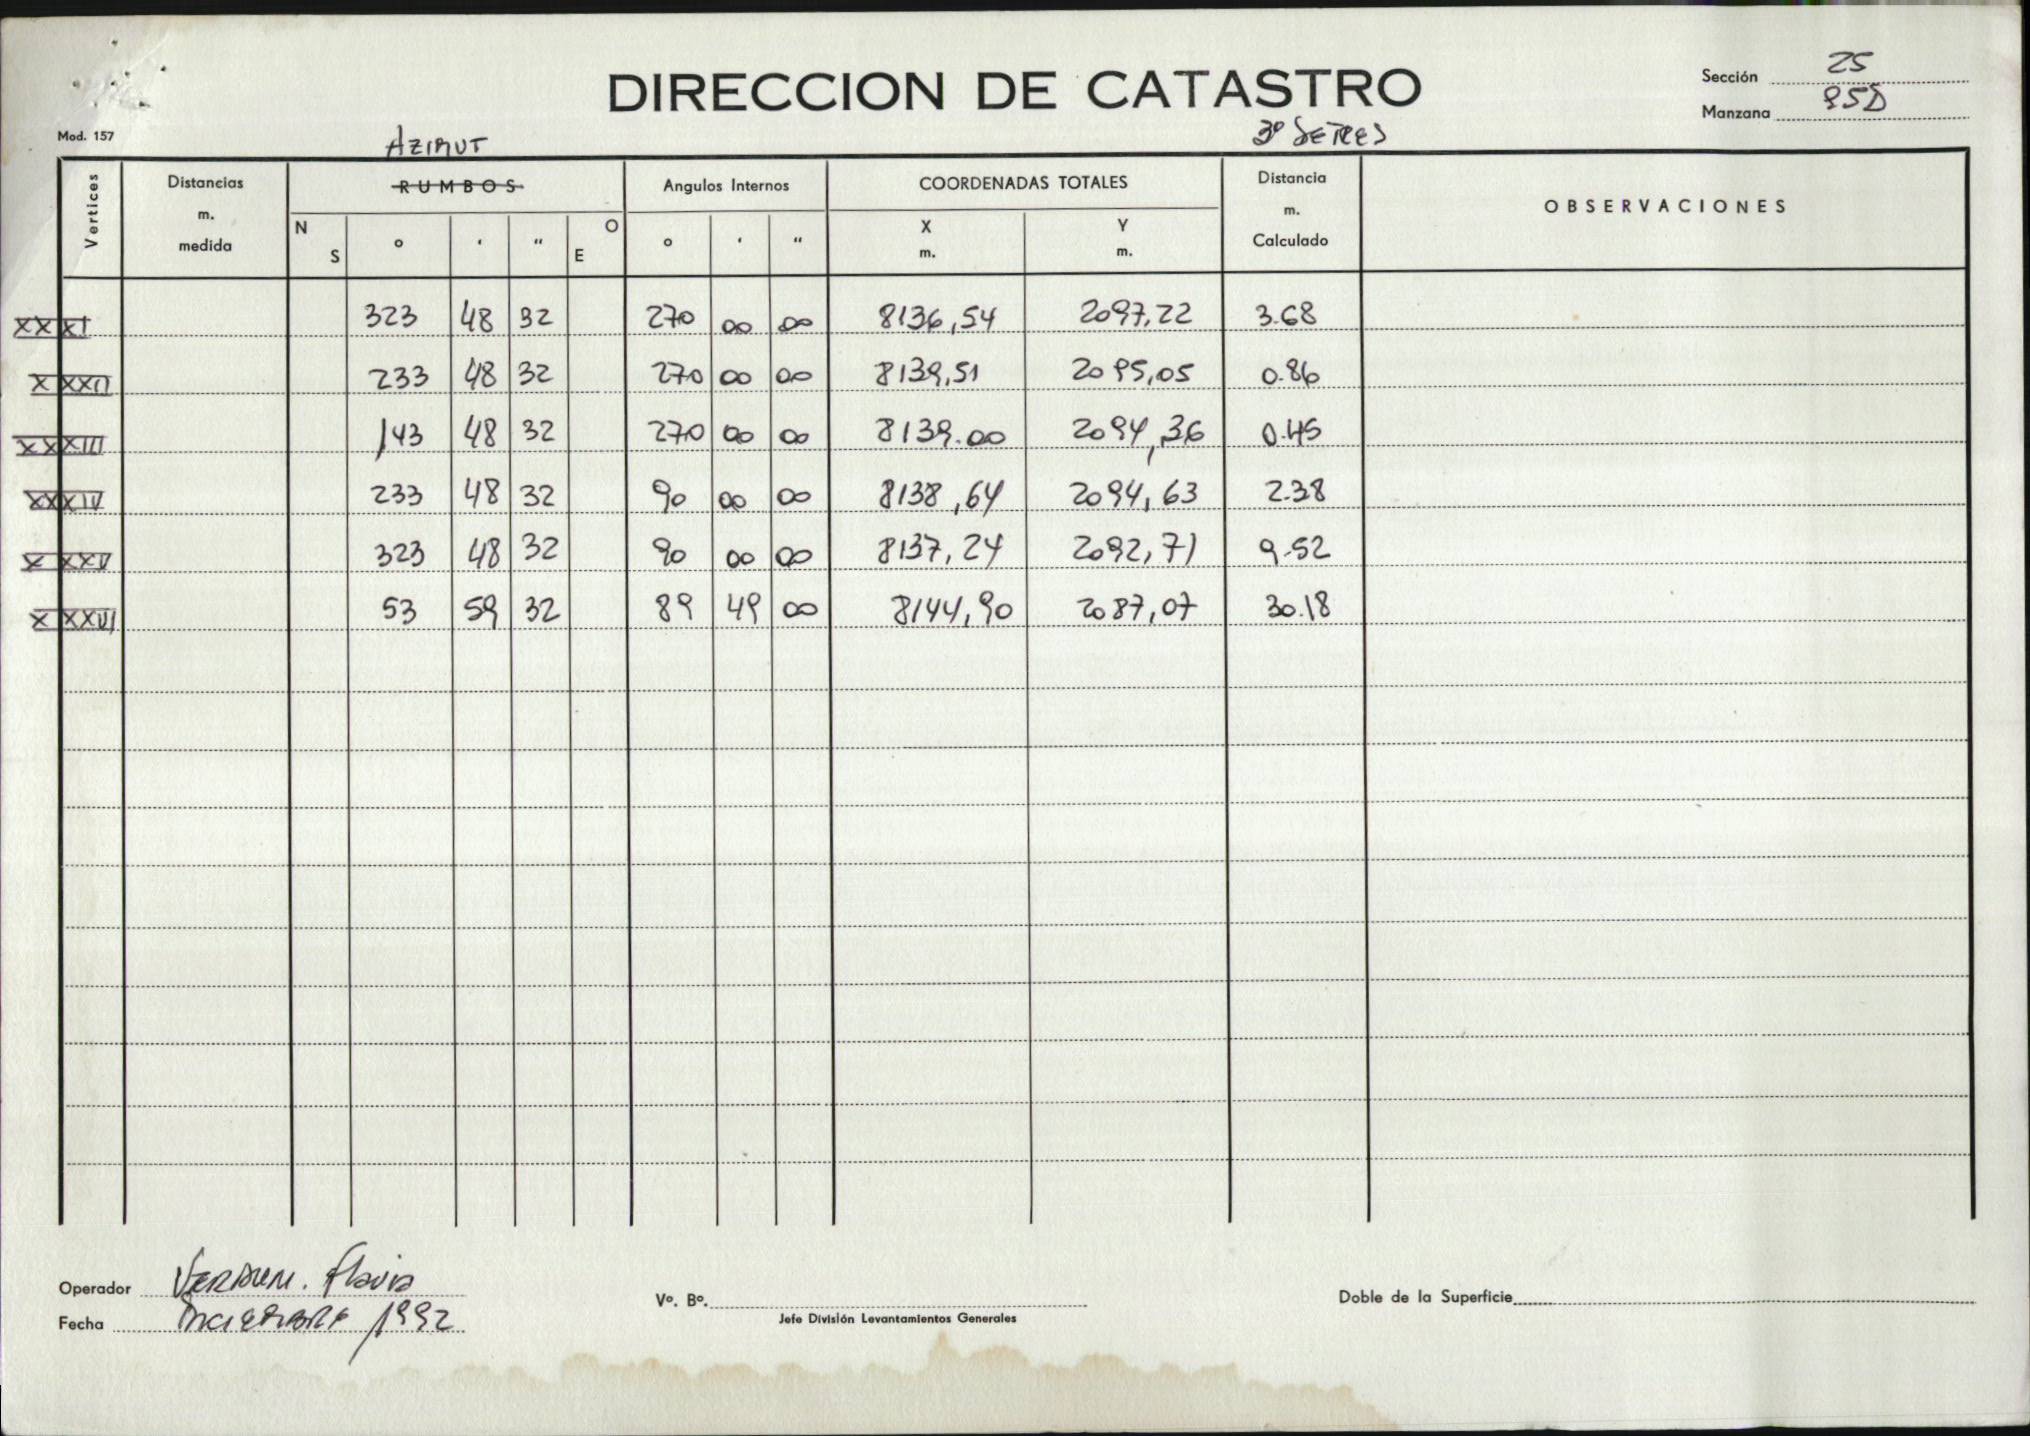 DIRECCION DE CATASTRO
Sección 25
Manzana 95D
Mod. 157
AZIMUT
Vertices
Distancias m. medida
RUMBOS
N S ° ' " O E
Angulos Internos
° ' "
COORDENADAS TOTALES
X m. Y m.
Distancia m. Calculado
OBSERVACIONES
XXXI 323 48 32 270 00 00 8136,54 2097,22 3.68
XXXII 233 48 32 270 00 00 8139,51 2095,05 0.86
XXXIII 143 48 32 270 00 00 8139.00 2094,36 0.45
XXXIV 233 48 32 90 00 00 8138,64 2094,63 2.38
XXXV 323 48 32 90 00 00 8137,24 2092,71 9.52
XXXVI 53 59 32 89 49 00 8144,90 2087,07 30.18
Operador Flavia
Fecha DICIEMBRE /1992
Vº. Bº.
Jefe División Levantamientos Generales
Doble de la Superficie